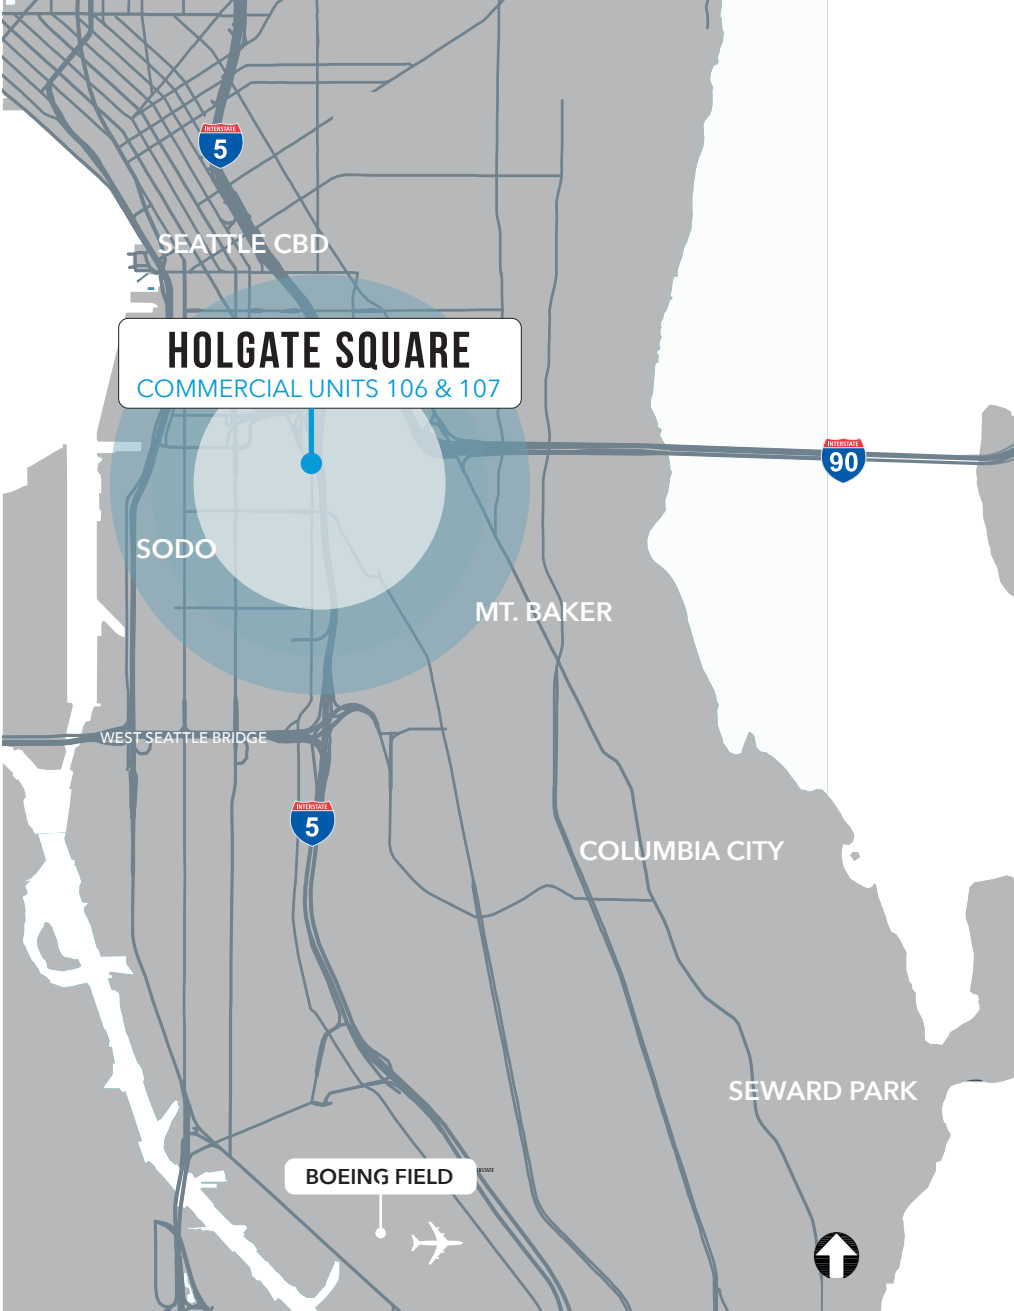 INTERSTATE
5
SEATTLE CBD
HOLGATE SQUARE
COMMERCIAL UNITS 106 & 107
INTERSTATE
90
SODO
MT. BAKER
WEST SEATTLE BRIDGE
INTERSTATE
5
COLUMBIA CITY
SEWARD PARK
BOEING FIELD
ERSTATE